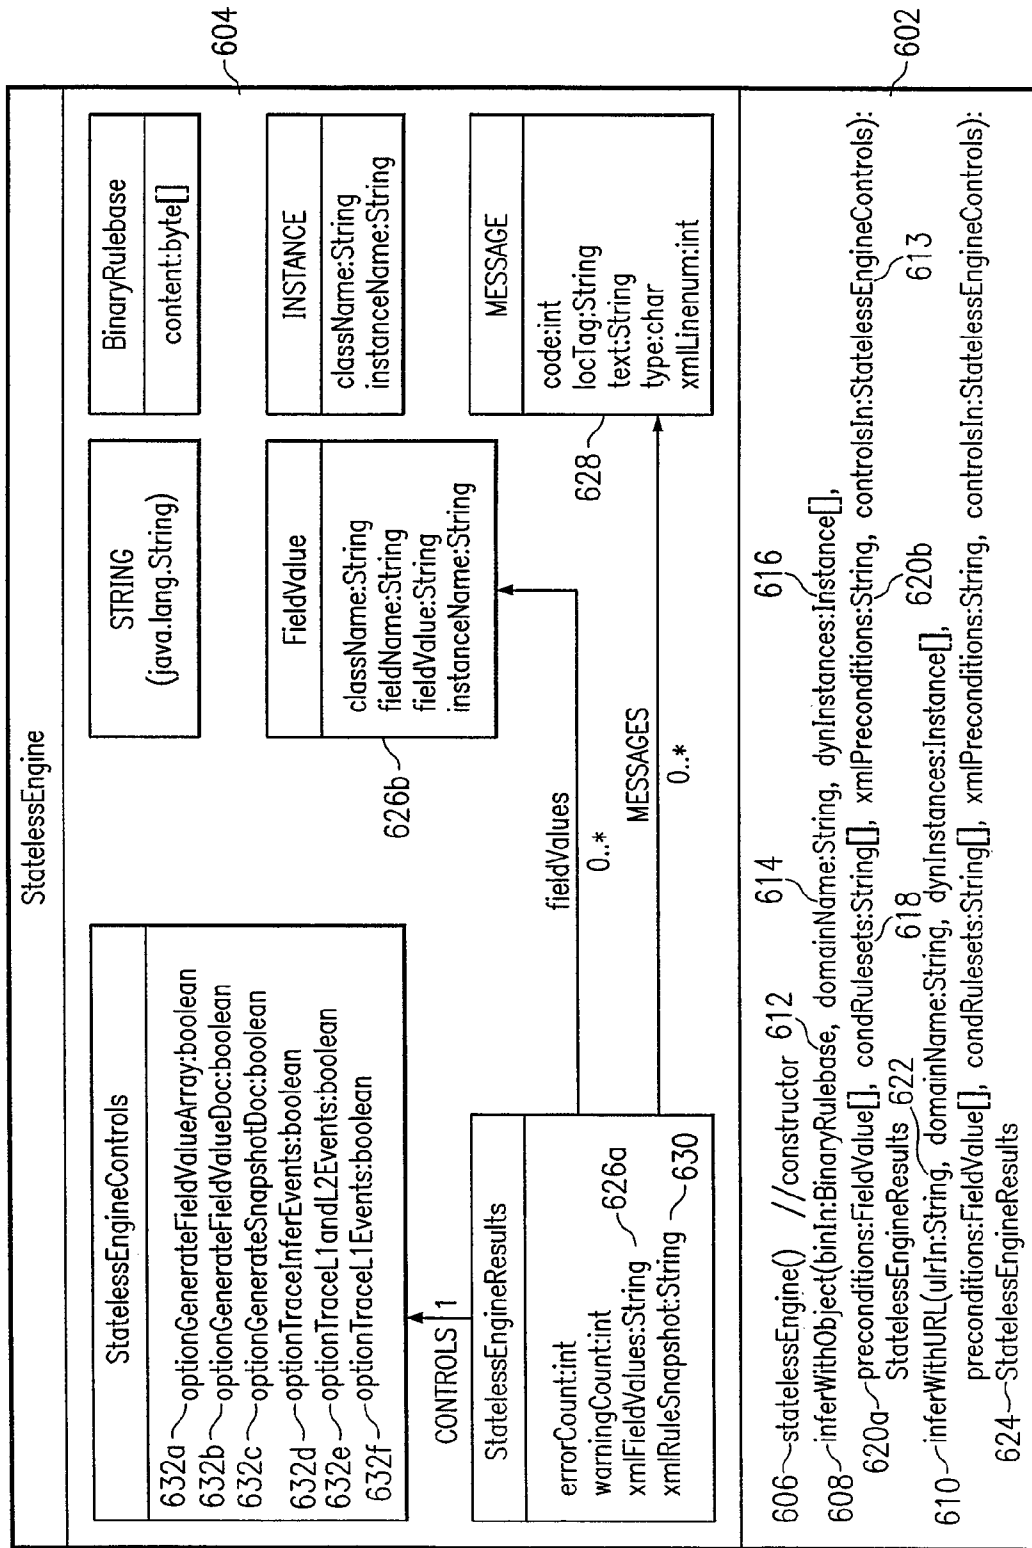 StatelessEngine
604
StatelessEngineControls
632a optionGenerateFieldValueArray:boolean
632b optionGenerateFieldValueDoc:boolean
632c optionGenerateSnapshotDoc:boolean
632d optionTraceInferEvents:boolean
632e optionTraceL1andL2Events:boolean
632f optionTraceL1Events:boolean
STRING
(java.lang.String)
BinaryRulebase
content:byte[]
FieldValue
className:String
fieldName:String
fieldValue:String
instanceName:String
626b
INSTANCE
className:String
instanceName:String
CONTROLS 1
StatelessEngineResults
errorCount:int
warningCount:int
xmlFieldValues:String 626a
xmlRuleSnapshot:String 630
fieldValues
0..*
MESSAGES
0..*
MESSAGE
code:int
locTag:String
text:String
type:char
xmlLinenum:int
628
602
606 statelessEngine() //constructor 612 614 616
608 inferWithObject(binIn:BinaryRulebase, domainName:String, dynInstances:Instance[],
620a preconditions:FieldValue[], condRulesets:String[], xmlPreconditions:String, controlsIn:StatelessEngineControls):
StatelessEngineResults 622 618 620b 613
610 inferWithURL(ulrIn:String, domainName:String, dynInstances:Instance[],
preconditions:FieldValue[], condRulesets:String[], xmlPreconditions:String, controlsIn:StatelessEngineControls):
624 StatelessEngineResults